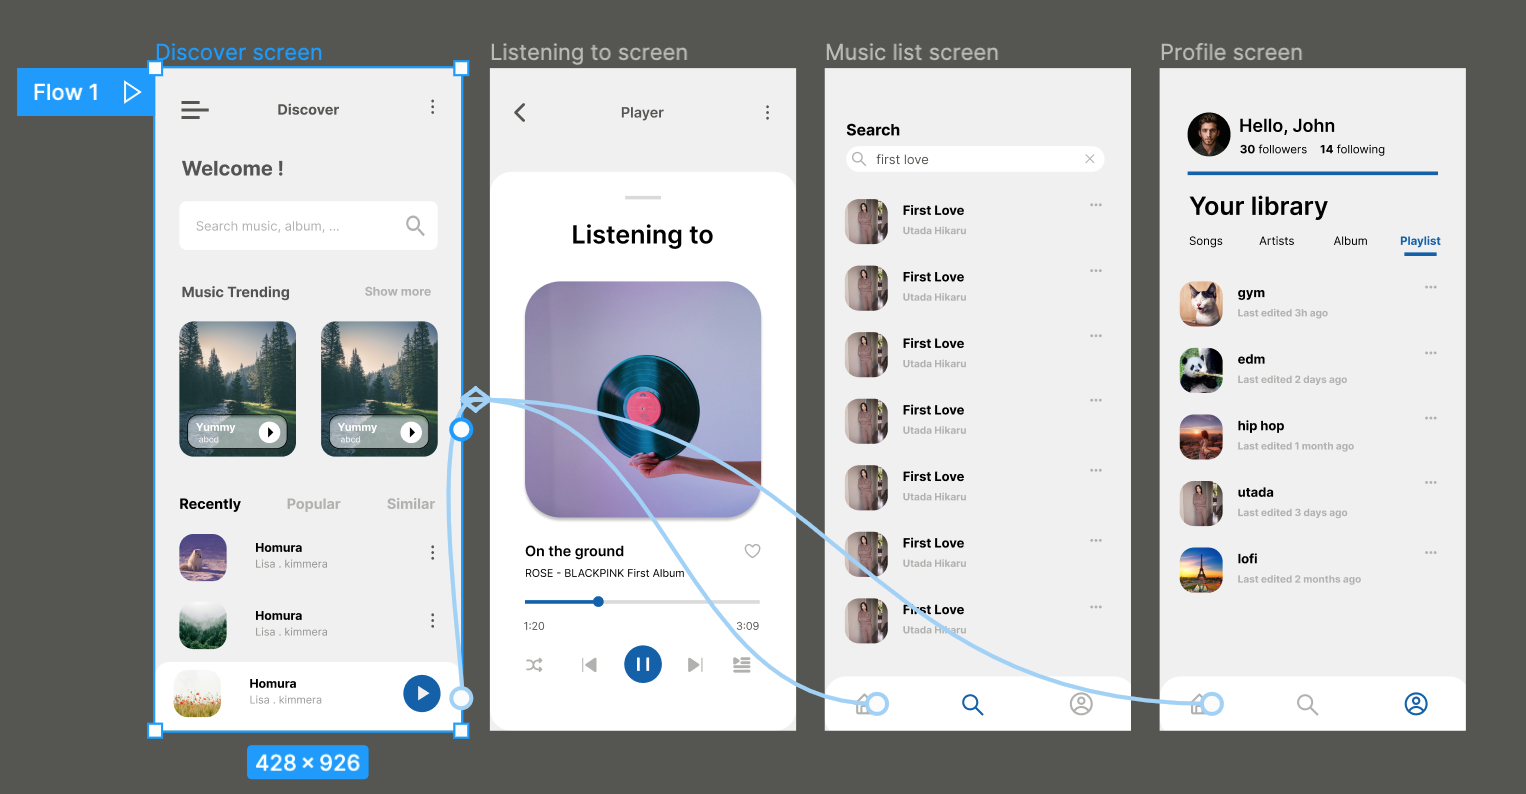 Discover screen
Listening to screen
Music list screen
Profile screen
Flow 1
Discover
Welcome !
Search music, album, ...
Music Trending
Show more
Yummy
abcd
Yummy
abcd
Recently
Popular
Similar
Homura
Lisa . kimmera
Homura
Lisa . kimmera
Homura
Lisa . kimmera
428 × 926
Player
Listening to
On the ground
ROSE - BLACKPINK First Album
1:20
3:09
Search
first love
First Love
Utada Hikaru
First Love
Utada Hikaru
First Love
Utada Hikaru
First Love
Utada Hikaru
First Love
Utada Hikaru
First Love
Utada Hikaru
First Love
Utada Hikaru
Hello, John
30 followers 14 following
Your library
Songs
Artists
Album
Playlist
gym
Last edited 3h ago
edm
Last edited 2 days ago
hip hop
Last edited 1 month ago
utada
Last edited 3 days ago
lofi
Last edited 2 months ago